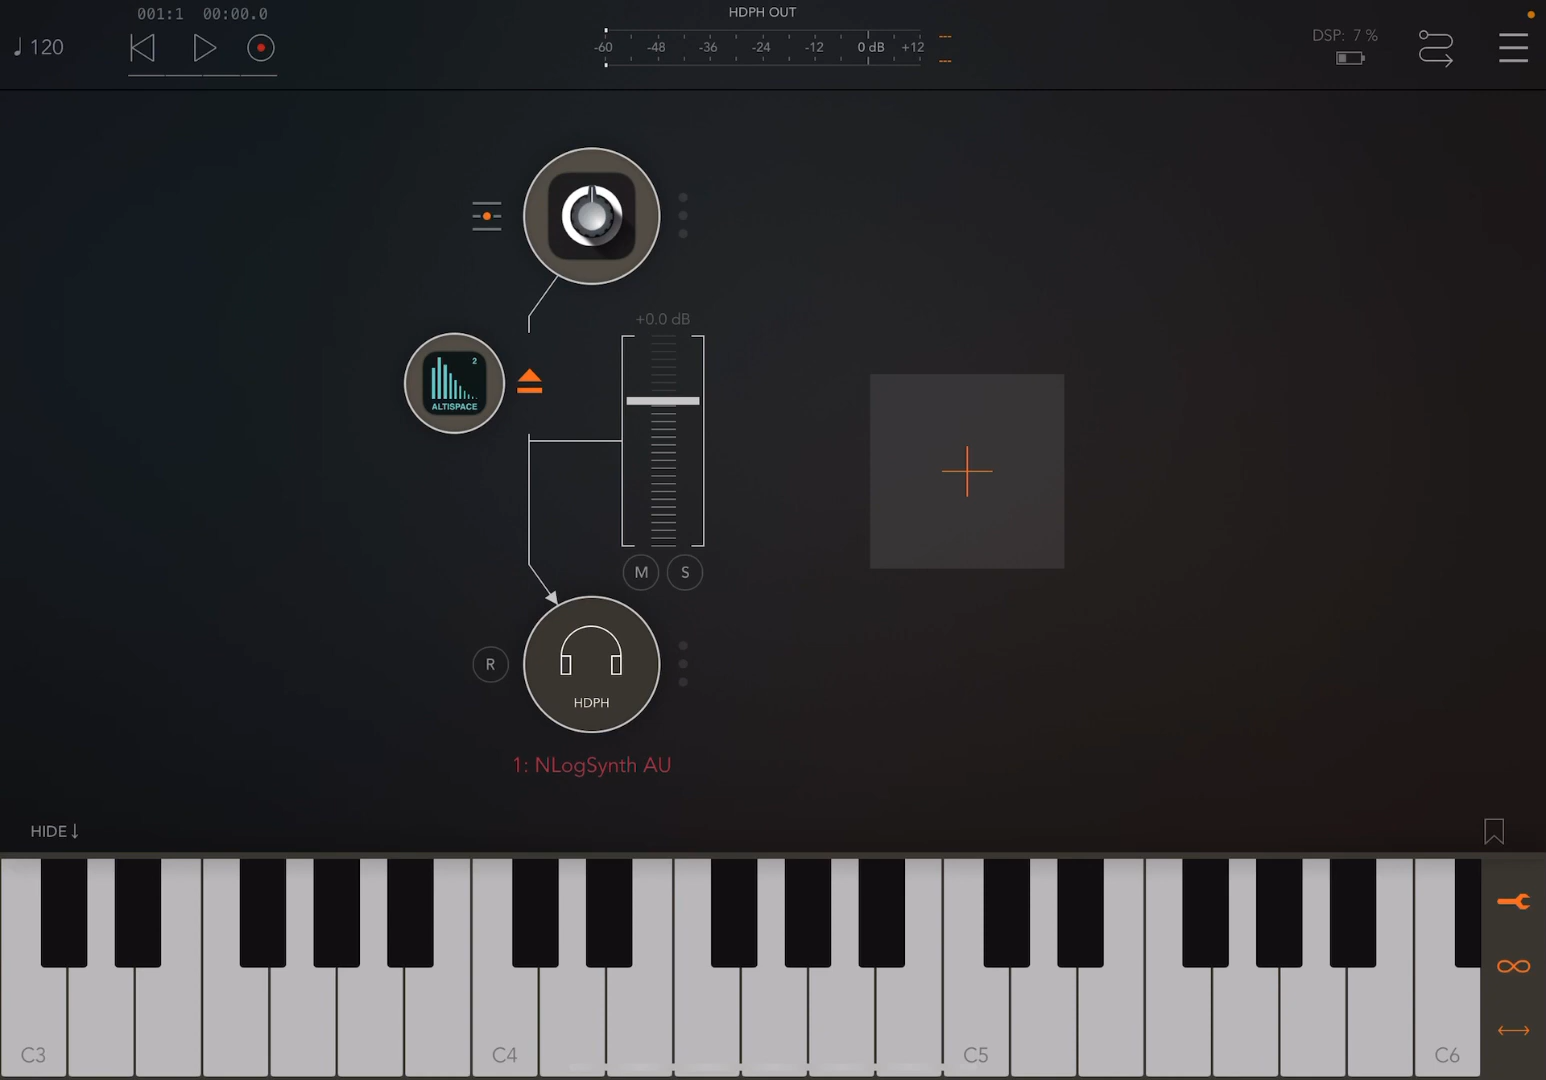 001:1 00:00.0
♩ 120
HDPH OUT
-60 -48 -36 -24 -12 0 dB +12
--- 
---
DSP: 7 %
+0.0 dB
2
ALTISPACE
M S
R
HDPH
1: NLogSynth AU
HIDE ↓
C3 C4 C5 C6